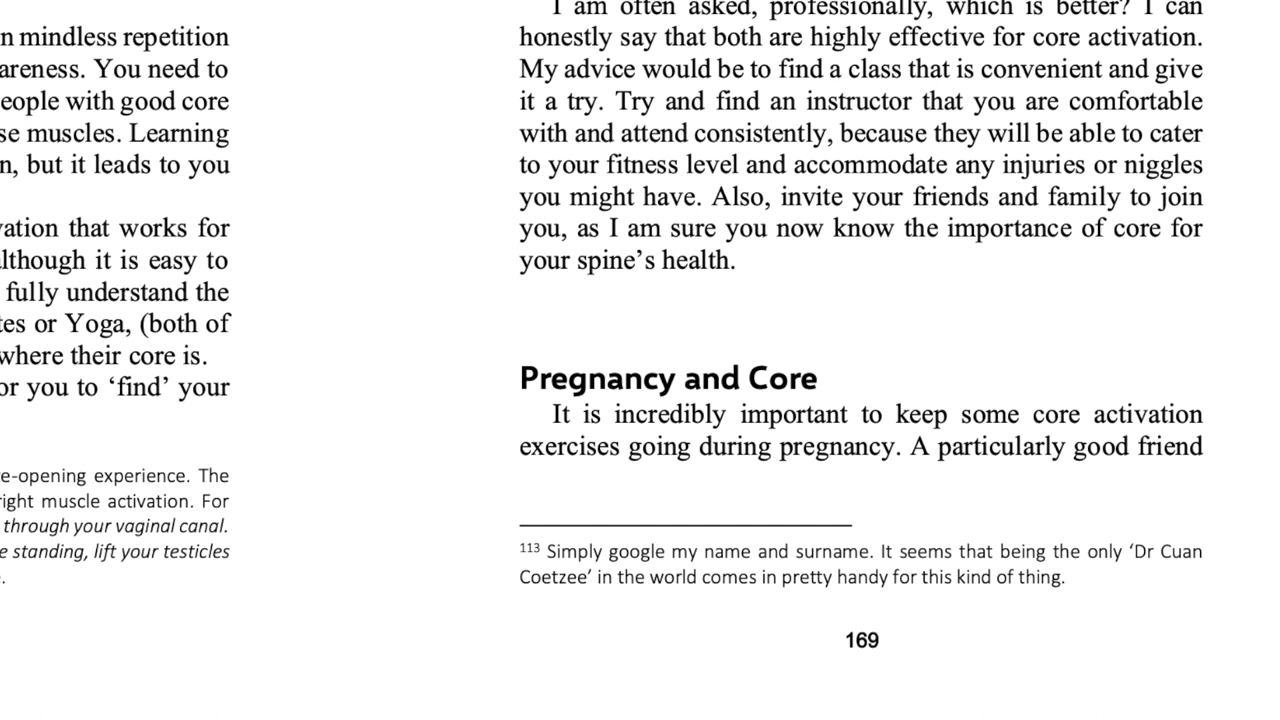 n mindless repetition
areness. You need to
eople with good core
se muscles. Learning
n, but it leads to you
vation that works for
although it is easy to
fully understand the
tes or Yoga, (both of
where their core is.
or you to ‘find’ your
e-opening experience. The
right muscle activation. For
through your vaginal canal.
e standing, lift your testicles
I am often asked, professionally, which is better? I can
honestly say that both are highly effective for core activation.
My advice would be to find a class that is convenient and give
it a try. Try and find an instructor that you are comfortable
with and attend consistently, because they will be able to cater
to your fitness level and accommodate any injuries or niggles
you might have. Also, invite your friends and family to join
you, as I am sure you now know the importance of core for
your spine’s health.
Pregnancy and Core
It is incredibly important to keep some core activation
exercises going during pregnancy. A particularly good friend
113 Simply google my name and surname. It seems that being the only ‘Dr Cuan
Coetzee’ in the world comes in pretty handy for this kind of thing.
169